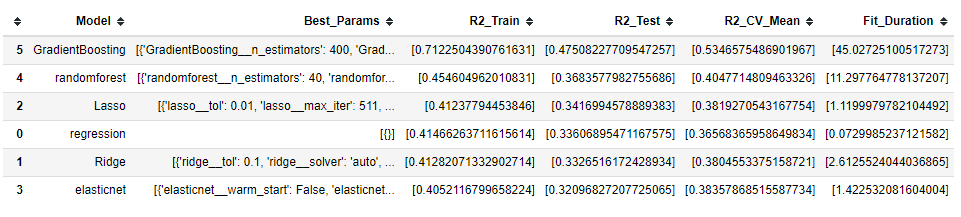 Model Best_Params R2_Train R2_Test R2_CV_Mean Fit_Duration
5 GradientBoosting [{'GradientBoosting__n_estimators': 400, 'Grad... [0.7122504390761631] [0.47508227709547257] [0.5346575486901967] [45.02725100517273]
4 randomforest [{'randomforest__n_estimators': 40, 'randomfor... [0.454604962010831] [0.3683577982755686] [0.4047714809463326] [11.297764778137207]
2 Lasso [{'lasso__tol': 0.01, 'lasso__max_iter': 511, ... [0.41237794453846] [0.3416994578889383] [0.3819270543167754] [1.1199979782104492]
0 regression [{}] [0.41466263711615614] [0.33606895471167575] [0.36568365958649834] [0.0729985237121582]
1 Ridge [{'ridge__tol': 0.1, 'ridge__solver': 'auto', ... [0.41282071332902714] [0.3326516172428934] [0.3804553375158721] [2.6125524044036865]
3 elasticnet [{'elasticnet__warm_start': False, 'elasticnet... [0.4052116799658224] [0.32096827207725065] [0.38357868515587734] [1.422532081604004]